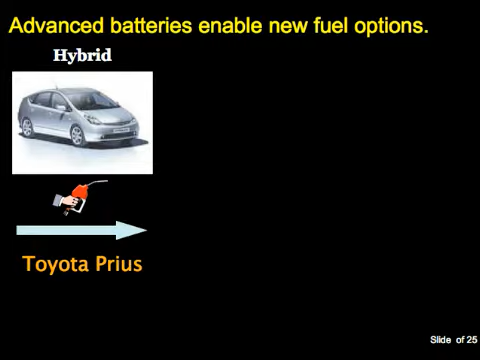 Advanced batteries enable new fuel options.
Hybrid
Toyota Prius
Slide of 25